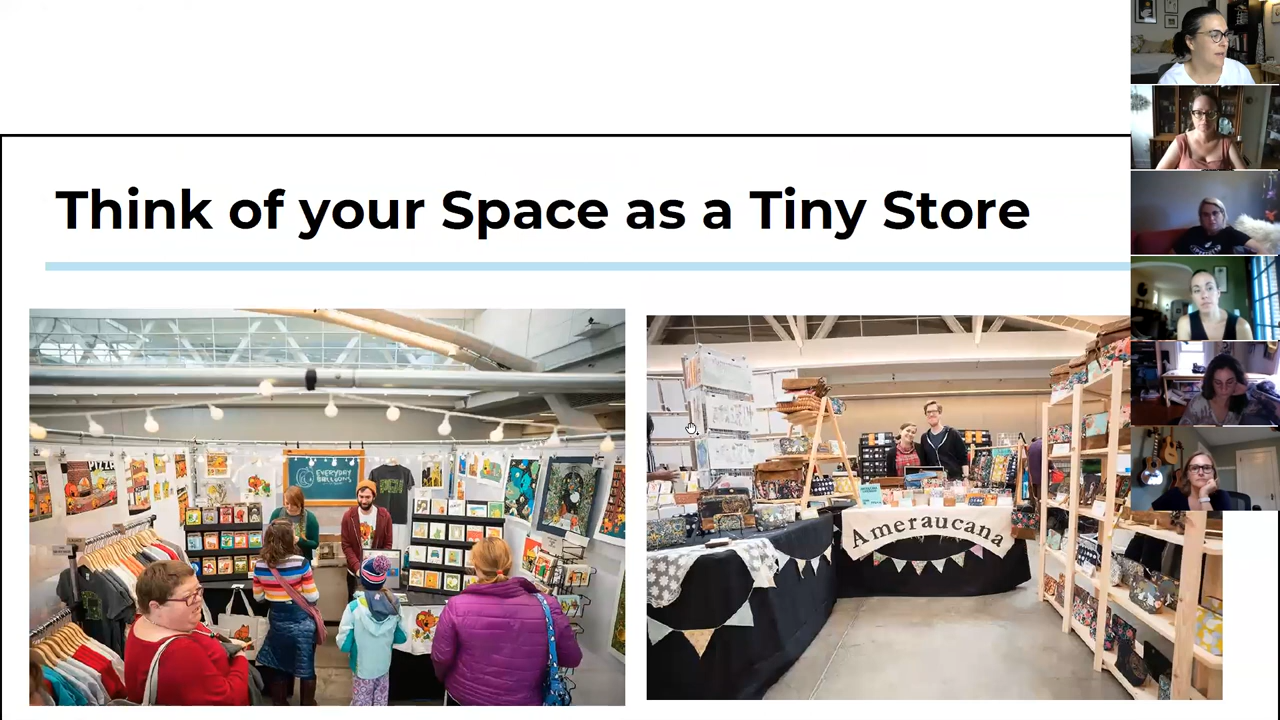 Think of your Space as a Tiny Store
PIZZA
EVERYDAY
BALLOONS
Ameraucana